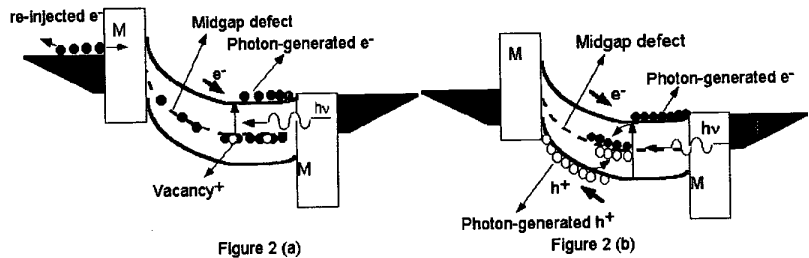 re-injected e-
M
Midgap defect
Photon-generated e-
e-
hν
M
Vacancy+
Figure 2 (a)
M
Midgap defect
Photon-generated e-
e-
hν
M
h+
Photon-generated h+
Figure 2 (b)